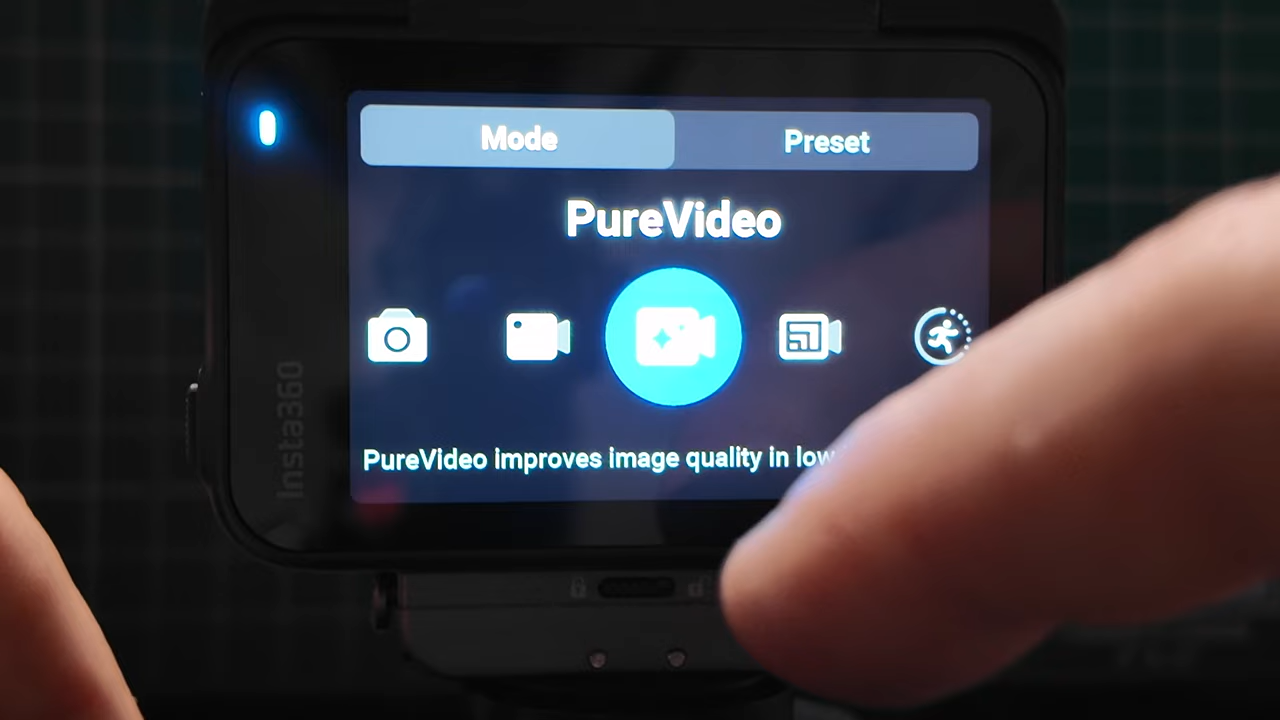 Mode
Preset
PureVideo
PureVideo improves image quality in low
Insta360